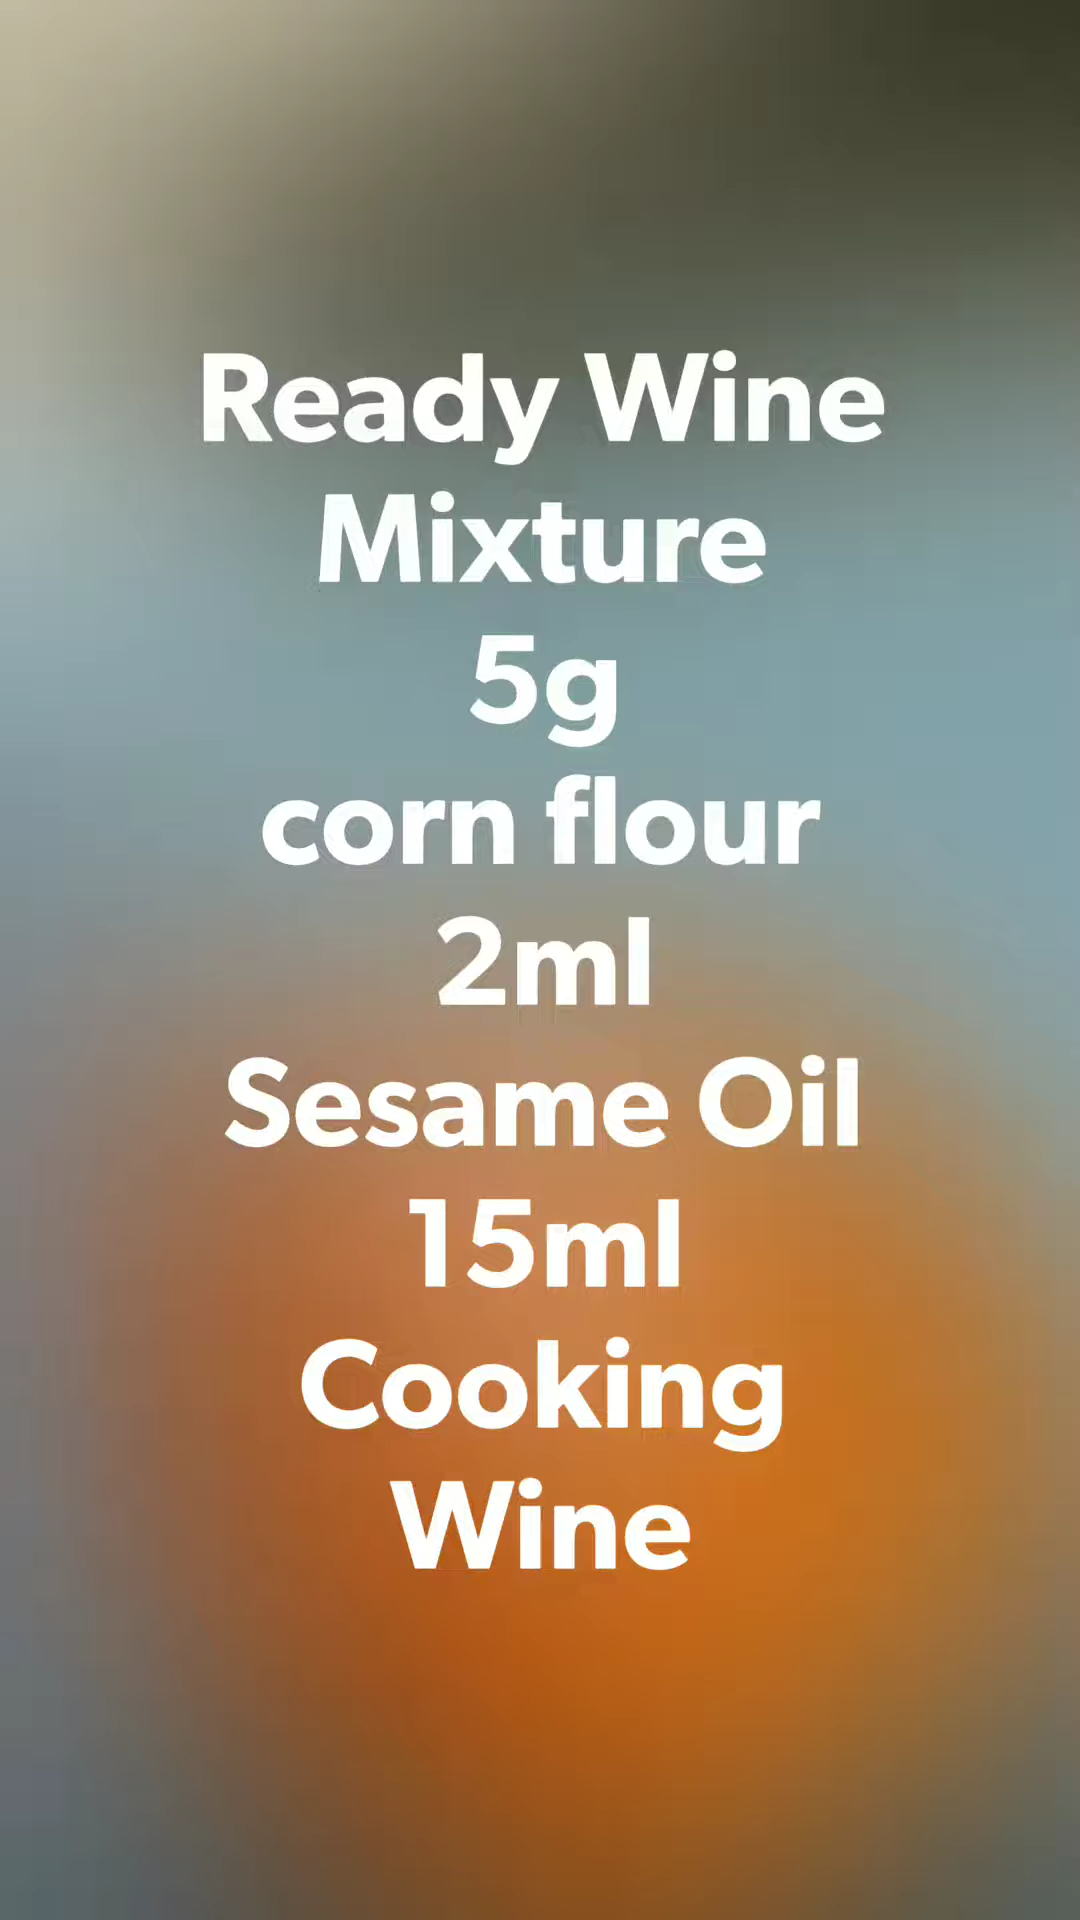 Ready Wine
Mixture
5g
corn flour
2ml
Sesame Oil
15ml
Cooking
Wine